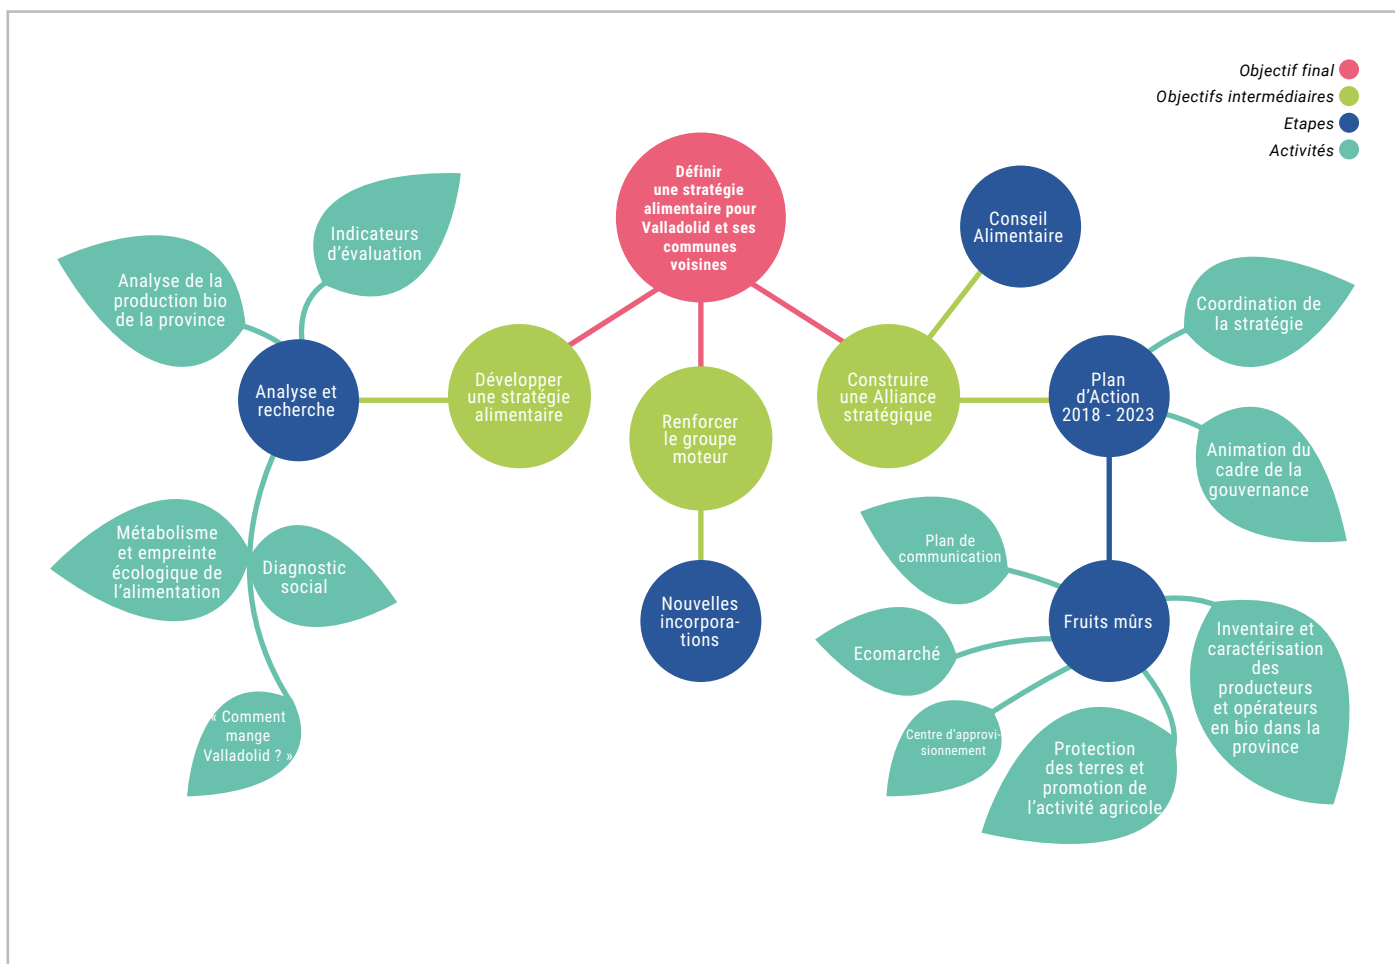 Objectif final
Objectifs intermédiaires
Etapes
Activités
Définir
une stratégie
alimentaire pour
Valladolid et ses
communes
voisines
Conseil
Alimentaire
Indicateurs
d’évaluation
Analyse de la
production bio
de la province
Coordination de
la stratégie
Analyse et
recherche
Développer
une stratégie
alimentaire
Renforcer
le groupe
moteur
Construire
une Alliance
stratégique
Plan
d’Action
2018 - 2023
Animation du
cadre de la
gouvernance
Métabolisme
et empreinte
écologique de
l’alimentation
Diagnostic
social
Plan de
communication
Nouvelles
incorpora-
tions
Fruits mûrs
Ecomarché
Inventaire et
caractérisation
des
producteurs
et opérateurs
en bio dans la
province
« Comment
mange
Valladolid ? »
Centre d’approvi-
sionnement
Protection
des terres et
promotion de
l’activité agricole